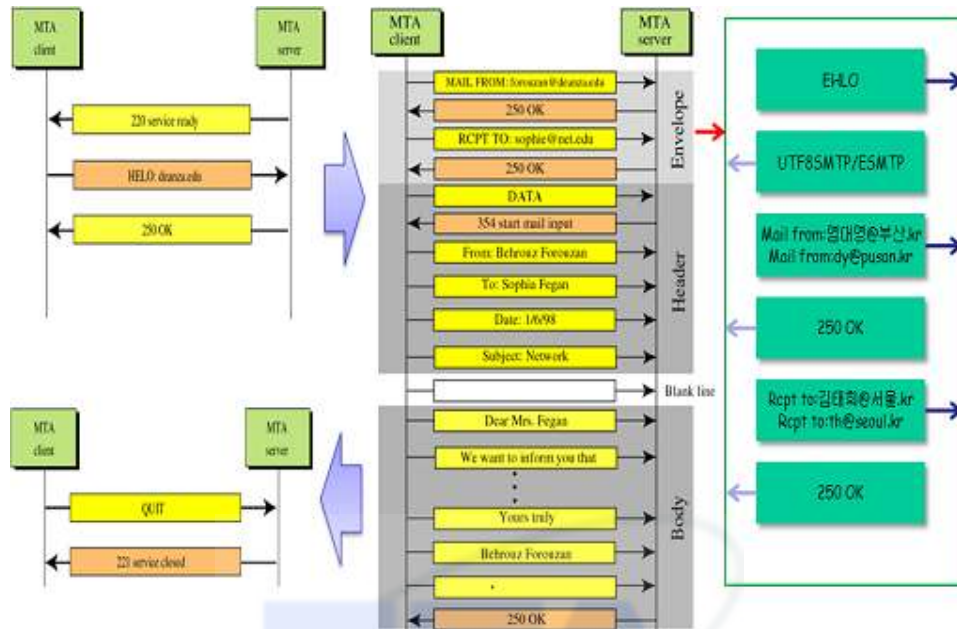 MTA
client
MTA
server
220 service ready
HELO: deanza.edu
250 OK
MTA
client
MTA
server
MAIL FROM: forouzan@deanza.edu
250 OK
RCPT TO: sophie@net.edu
250 OK
Envelope
DATA
354 start mail input
From: Behrouz Forouzan
To: Sophia Fegan
Date: 1/6/98
Subject: Network
Header
Blank line
Dear Mrs. Fegan
We want to inform you that
Yours truly
Behrouz Forouzan
.
250 OK
Body
MTA
client
MTA
server
QUIT
221 service closed
EHLO
UTF8SMTP/ESMTP
Mail from:염대영@부산.kr
Mail from:dy@pusan.kr
250 OK
Rcpt to:김태희@서울.kr
Rcpt to:th@seoul.kr
250 OK